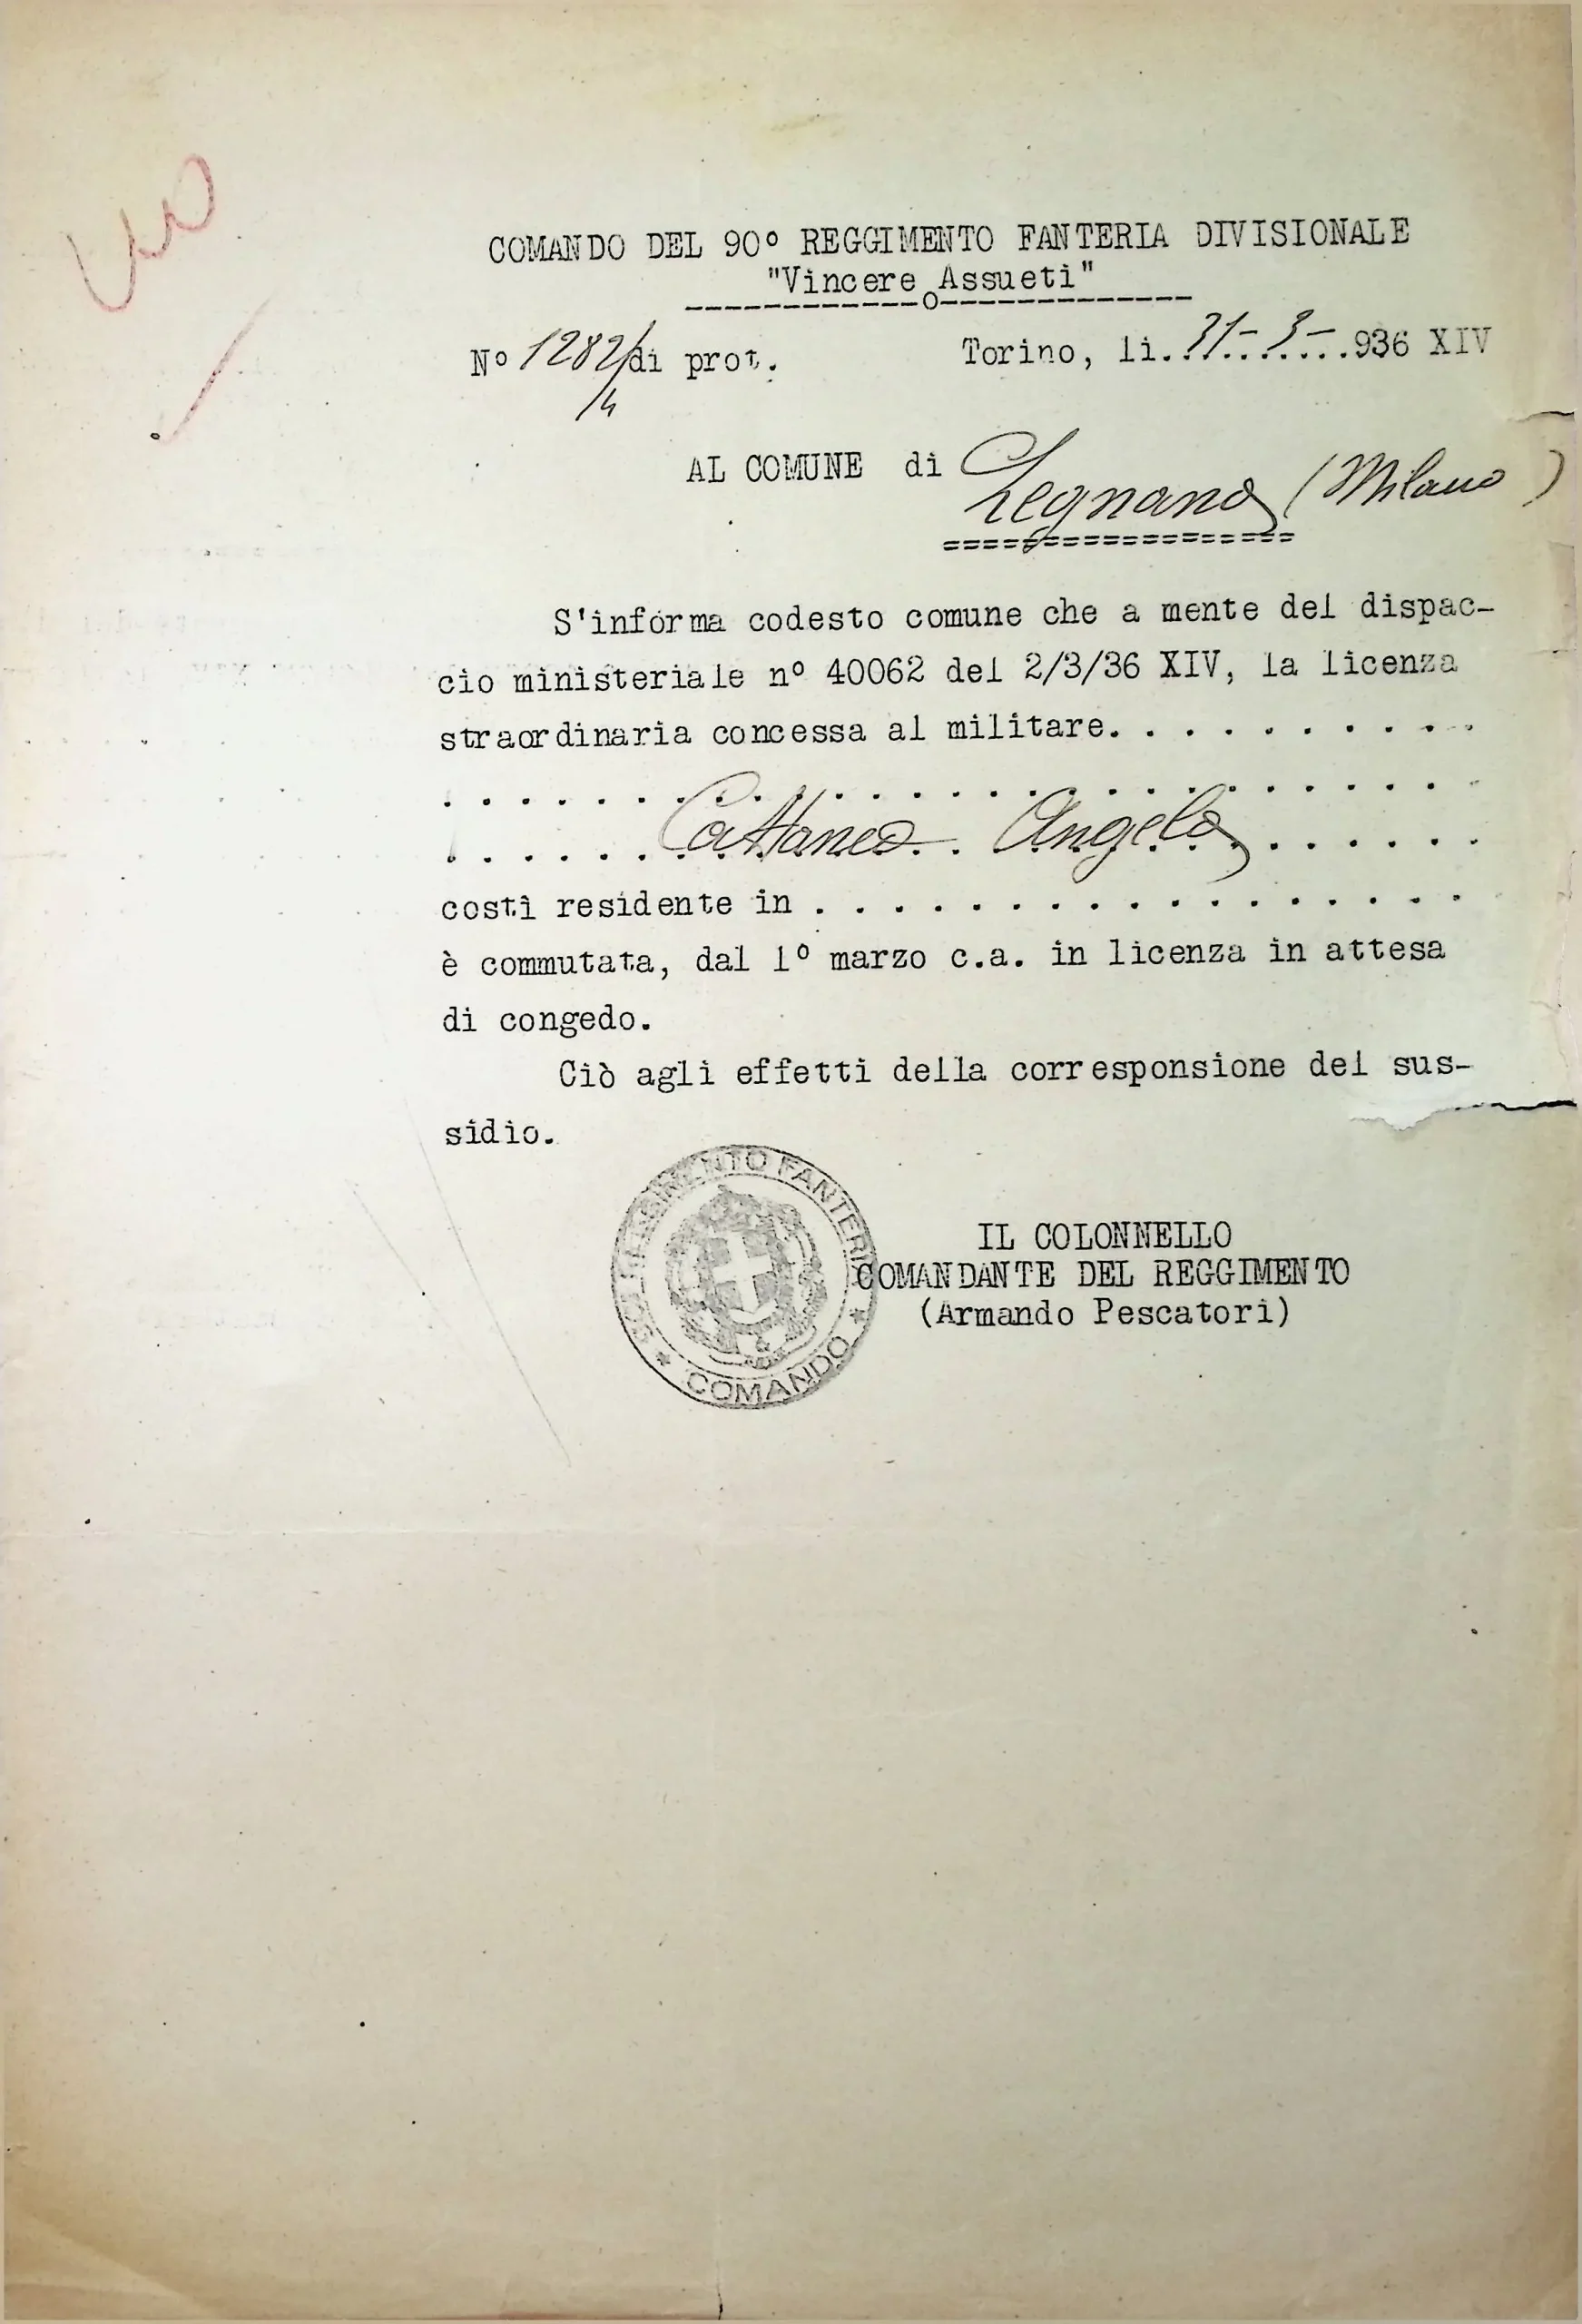 COMANDO DEL 90° REGGIMENTO FANTERIA DIVISIONALE
"Vincere Assueti"
------------o-------------
N° 1282/di prot. Torino, li. 31-.3-...936 XIV
/4
AL COMUNE di Legnano (Milano)
==================
S'informa codesto comune che a mente del dispac-
cio ministeriale n° 40062 del 2/3/36 XIV, la licenza
straordinaria concessa al militare. . . . . . . . . .
. . . . . . . . . . . . . . . . . . . . . . . . . . .
. . . . . . Cattaneo . Angelo . . . . . .
costì residente in . . . . . . . . . . . . . . . . .
è commutata, dal 1° marzo c.a. in licenza in attesa
di congedo.
Ciò agli effetti della corresponsione del sus-
sidio.
REGGIMENTO FANTERIA
* COMANDO *
IL COLONNELLO
COMANDANTE DEL REGGIMENTO
(Armando Pescatori)